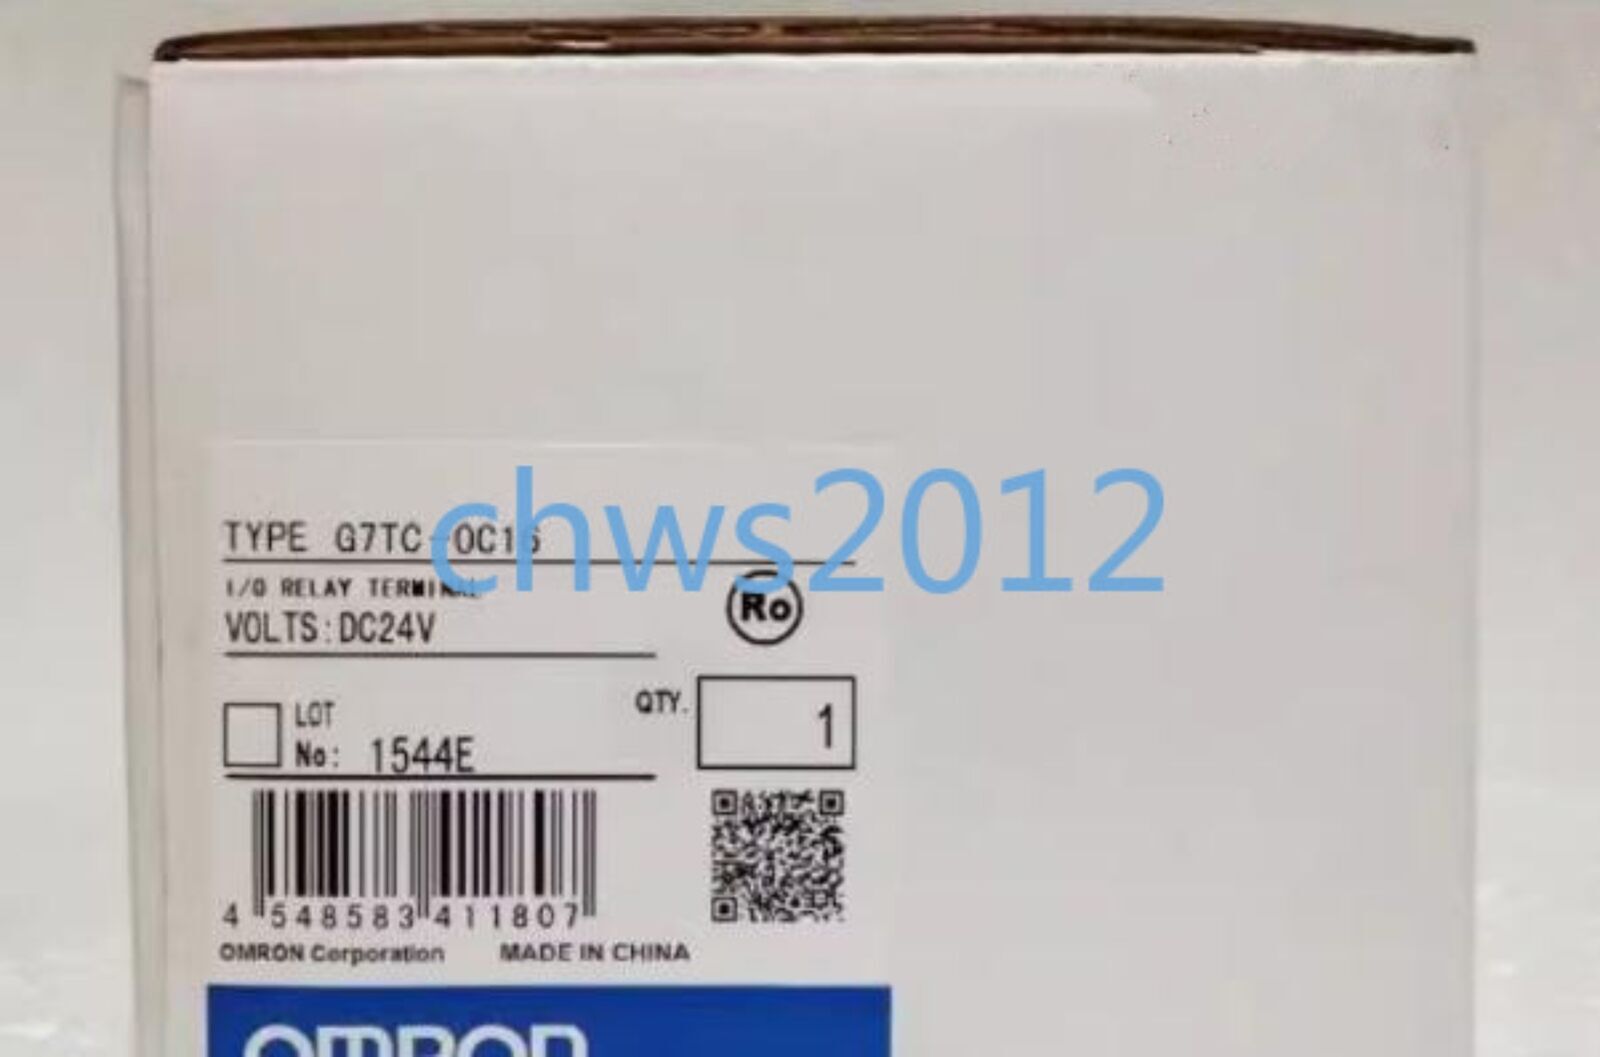 TYPE G7TC-OC16
chws2012
I/O RELAY TERMINAL
VOLTS:DC24V
Ro
LOT
No: 1544E
QTY. 1
4 548583 411807
OMRON Corporation MADE IN CHINA
OMRON